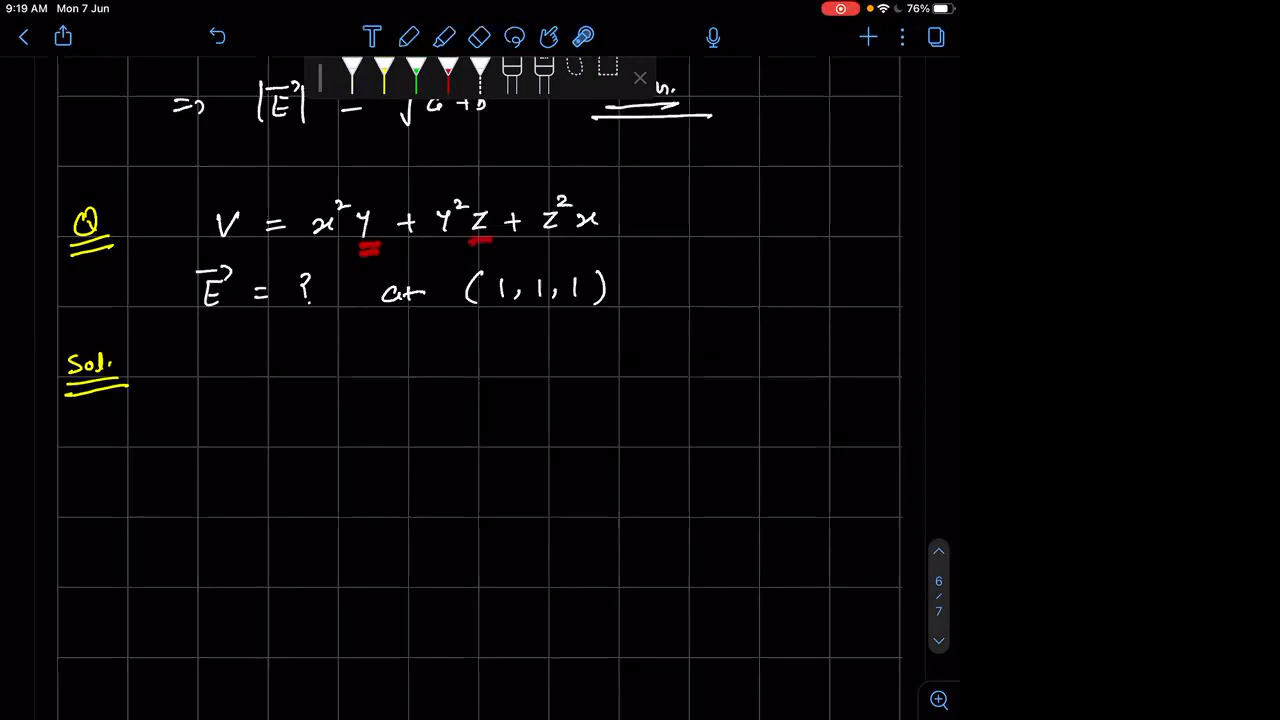 9:19 AM Mon 7 Jun 76%
=> |E⃗| = √a+b
Q V = x²y + y²z + z²x
E⃗ = ? at (1, 1, 1)
Sol.
6
/
7